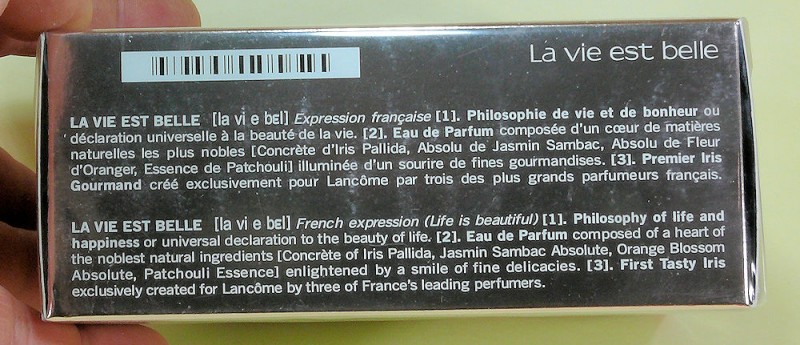 La vie est belle
LA VIE EST BELLE [la vi e bɛl] Expression française [1]. Philosophie de vie et de bonheur ou
déclaration universelle à la beauté de la vie. [2]. Eau de Parfum composée d'un cœur de matières
naturelles les plus nobles [Concrète d'Iris Pallida, Absolu de Jasmin Sambac, Absolu de Fleur
d'Oranger, Essence de Patchouli] illuminée d'un sourire de fines gourmandises. [3]. Premier Iris
Gourmand créé exclusivement pour Lancôme par trois des plus grands parfumeurs français.
LA VIE EST BELLE [la vi e bɛl] French expression (Life is beautiful) [1]. Philosophy of life and
happiness or universal declaration to the beauty of life. [2]. Eau de Parfum composed of a heart of
the noblest natural ingredients [Concrète of Iris Pallida, Jasmin Sambac Absolute, Orange Blossom
Absolute, Patchouli Essence] enlightened by a smile of fine delicacies. [3]. First Tasty Iris
exclusively created for Lancôme by three of France's leading perfumers.